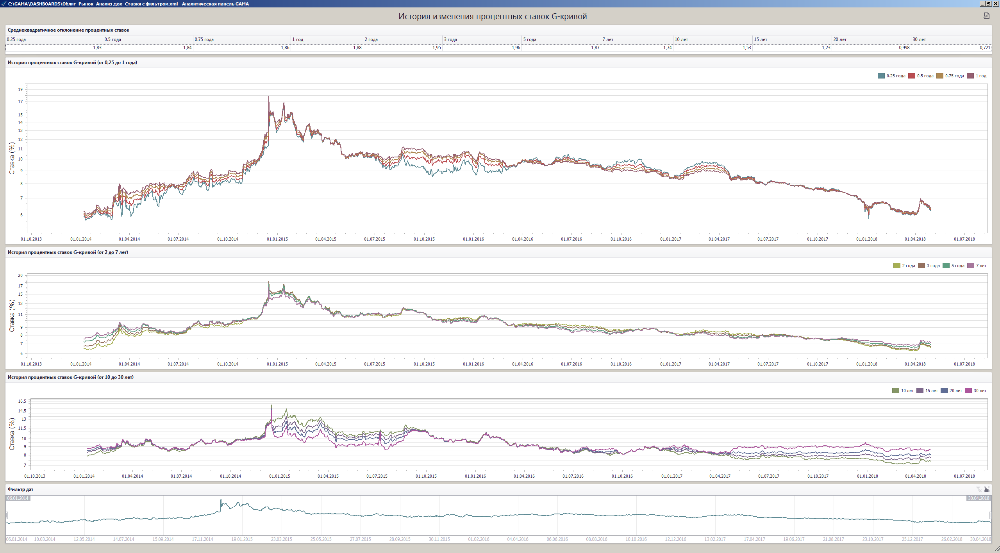 C:\GAMA\DASHBOARDS\Облиг_Рынок_Анализ дох_Ставки с фильтром.xml - Аналитическая панель GAMA
История изменения процентных ставок G-кривой
Среднеквадратичное отклонение процентных ставок
0.25 года 0.5 года 0.75 года 1 год 2 года 3 года 5 года 7 лет 10 лет 15 лет 20 лет 30 лет
1,83 1,84 1,86 1,88 1,95 1,96 1,87 1,74 1,53 1,23 0,998 0,721
История процентных ставок G-кривой (от 0,25 до 1 года)
0.25 года 0.5 года 0.75 года 1 год
Ставка (%)
19
17
15
14
13
12
11
10
9
8
7
6
01.10.2013 01.01.2014 01.04.2014 01.07.2014 01.10.2014 01.01.2015 01.04.2015 01.07.2015 01.10.2015 01.01.2016 01.04.2016 01.07.2016 01.10.2016 01.01.2017 01.04.2017 01.07.2017 01.10.2017 01.01.2018 01.04.2018 01.07.2018
История процентных ставок G-кривой (от 2 до 7 лет)
2 года 3 года 5 года 7 лет
Ставка (%)
20
17
15
13
11
9
8
7
6
01.10.2013 01.01.2014 01.04.2014 01.07.2014 01.10.2014 01.01.2015 01.04.2015 01.07.2015 01.10.2015 01.01.2016 01.04.2016 01.07.2016 01.10.2016 01.01.2017 01.04.2017 01.07.2017 01.10.2017 01.01.2018 01.04.2018 01.07.2018
История процентных ставок G-кривой (от 10 до 30 лет)
10 лет 15 лет 20 лет 30 лет
Ставка (%)
16,5
14,5
13
11,5
10
9
8
7
01.10.2013 01.01.2014 01.04.2014 01.07.2014 01.10.2014 01.01.2015 01.04.2015 01.07.2015 01.10.2015 01.01.2016 01.04.2016 01.07.2016 01.10.2016 01.01.2017 01.04.2017 01.07.2017 01.10.2017 01.01.2018 01.04.2018 01.07.2018
Фильтр дат
06.01.2014 30.04.2018
06.01.2014 10.03.2014 12.05.2014 14.07.2014 15.09.2014 17.11.2014 19.01.2015 23.03.2015 25.05.2015 27.07.2015 28.09.2015 30.11.2015 01.02.2016 04.04.2016 06.06.2016 08.08.2016 10.10.2016 12.12.2016 13.02.2017 17.04.2017 19.06.2017 21.08.2017 23.10.2017 25.12.2017 26.02.2018 30.04.2018